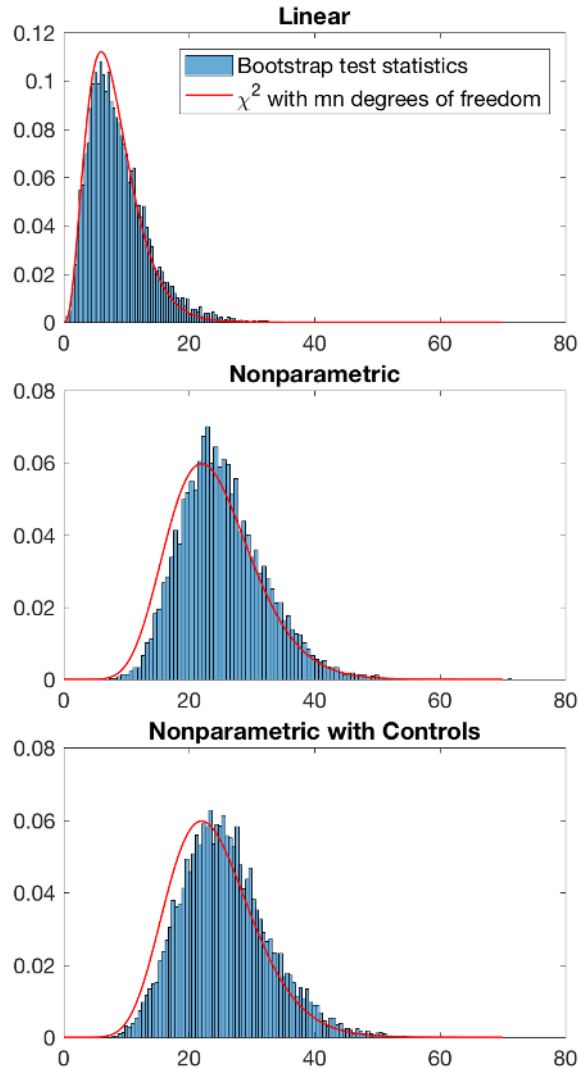 Linear
0.12
0.1
0.08
0.06
0.04
0.02
0
Bootstrap test statistics
χ² with mn degrees of freedom
0 20 40 60 80
Nonparametric
0.08
0.06
0.04
0.02
0
0 20 40 60 80
Nonparametric with Controls
0.08
0.06
0.04
0.02
0
0 20 40 60 80